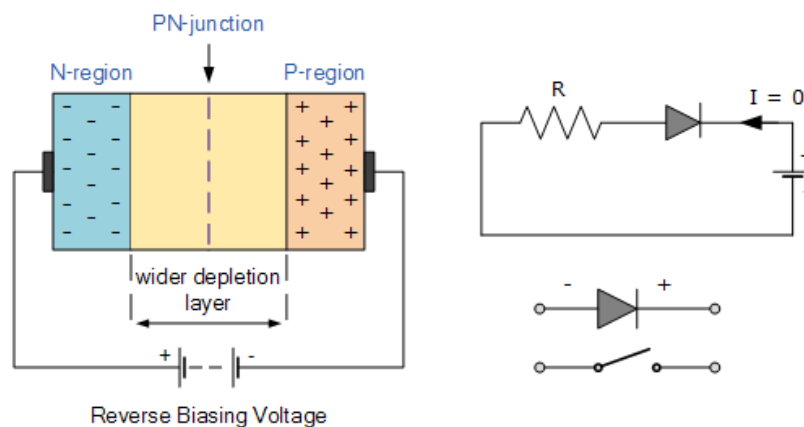 PN-junction
N-region
P-region
wider depletion
layer
+ -
Reverse Biasing Voltage
R
I = 0
+
-
- +